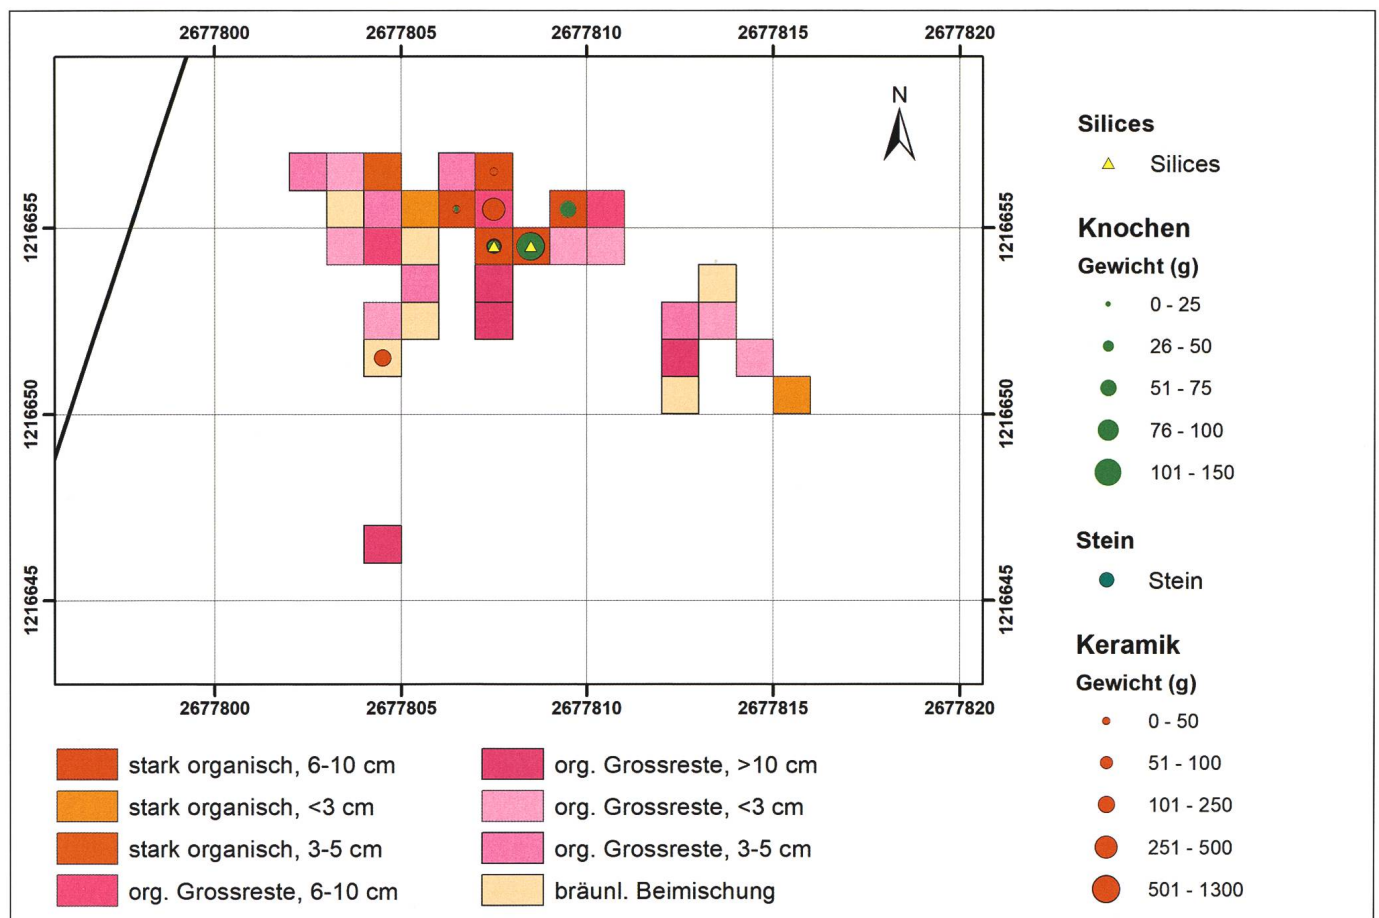 2677800 2677805 2677810 2677815 2677820
N
1216655 1216655
1216650 1216650
1216645 1216645
2677800 2677805 2677810 2677815 2677820
stark organisch, 6-10 cm
stark organisch, <3 cm
stark organisch, 3-5 cm
org. Grossreste, 6-10 cm
org. Grossreste, >10 cm
org. Grossreste, <3 cm
org. Grossreste, 3-5 cm
bräunl. Beimischung
Silices
Silices
Knochen
Gewicht (g)
0 - 25
26 - 50
51 - 75
76 - 100
101 - 150
Stein
Stein
Keramik
Gewicht (g)
0 - 50
51 - 100
101 - 250
251 - 500
501 - 1300